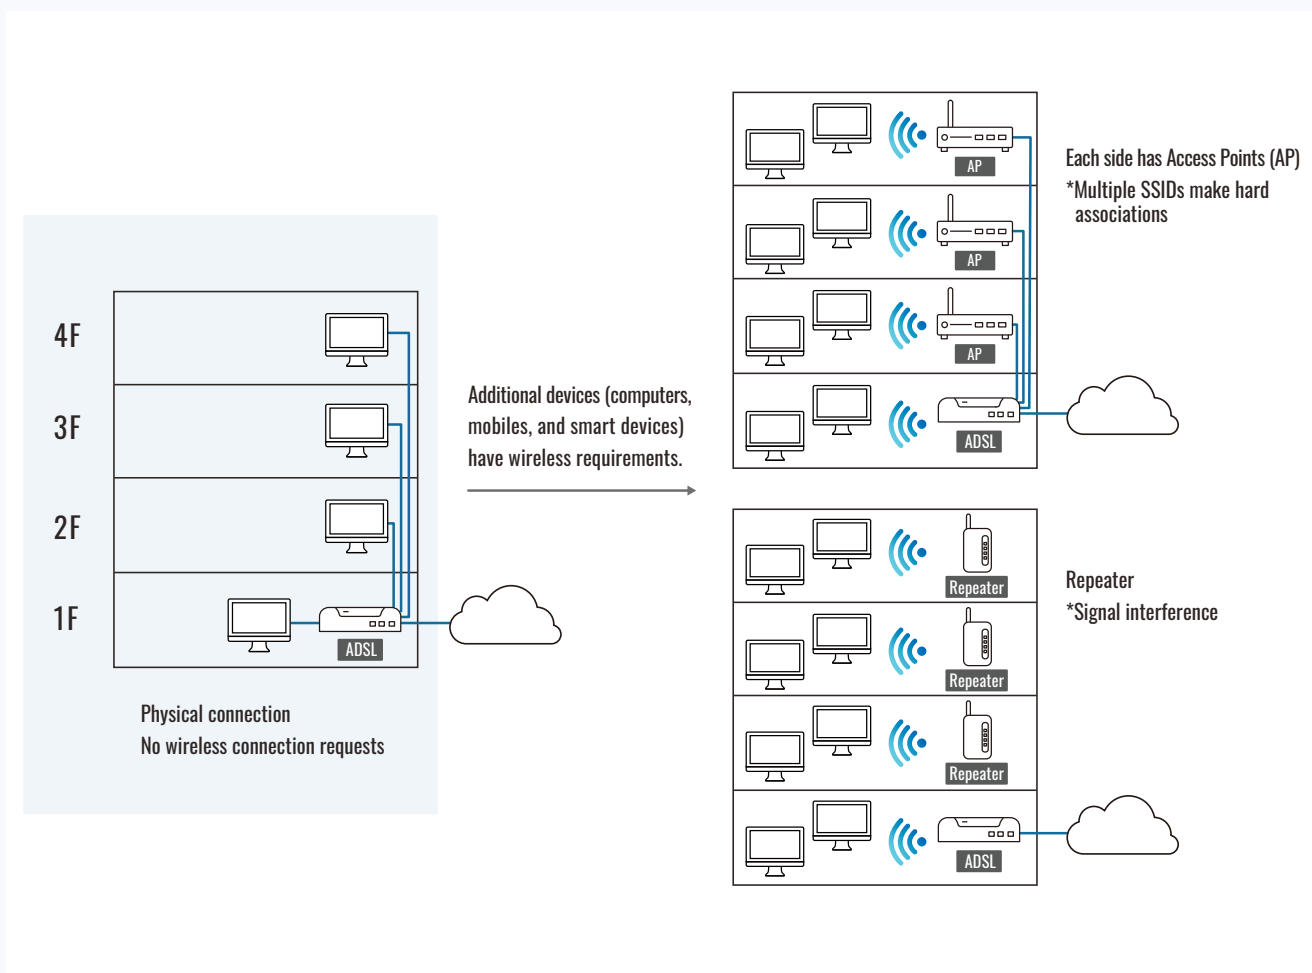 4F
3F
2F
1F
ADSL
Physical connection
No wireless connection requests
Additional devices (computers,
mobiles, and smart devices)
have wireless requirements.
AP
AP
AP
ADSL
Each side has Access Points (AP)
*Multiple SSIDs make hard
associations
Repeater
Repeater
Repeater
ADSL
Repeater
*Signal interference